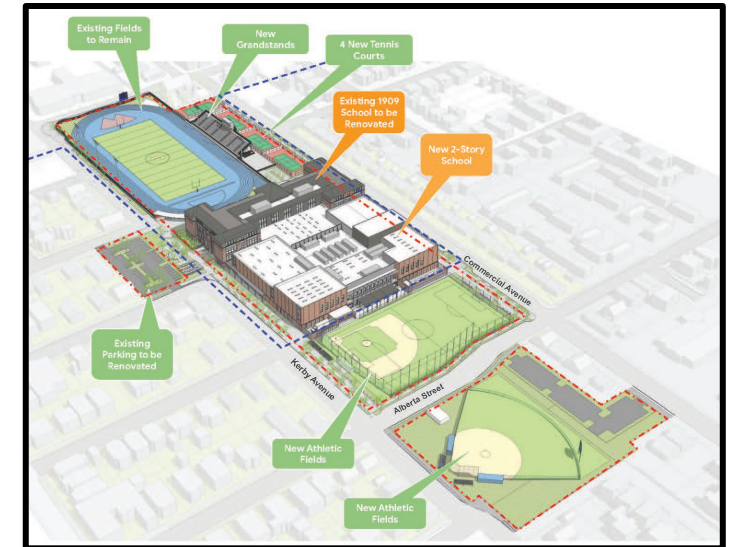 Existing Fields
to Remain
New
Grandstands
4 New Tennis
Courts
Existing 1909
School to be
Renovated
New 2-Story
School
Commercial Avenue
Existing
Parking to be
Renovated
Kerby Avenue
Alberta Street
New Athletic
Fields
New Athletic
Fields